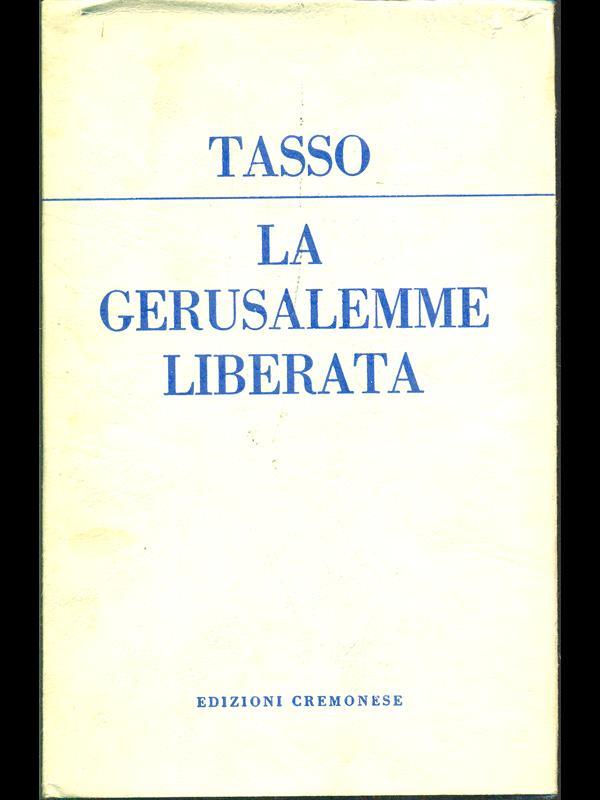 TASSO
LA
GERUSALEMME
LIBERATA
EDIZIONI CREMONESE